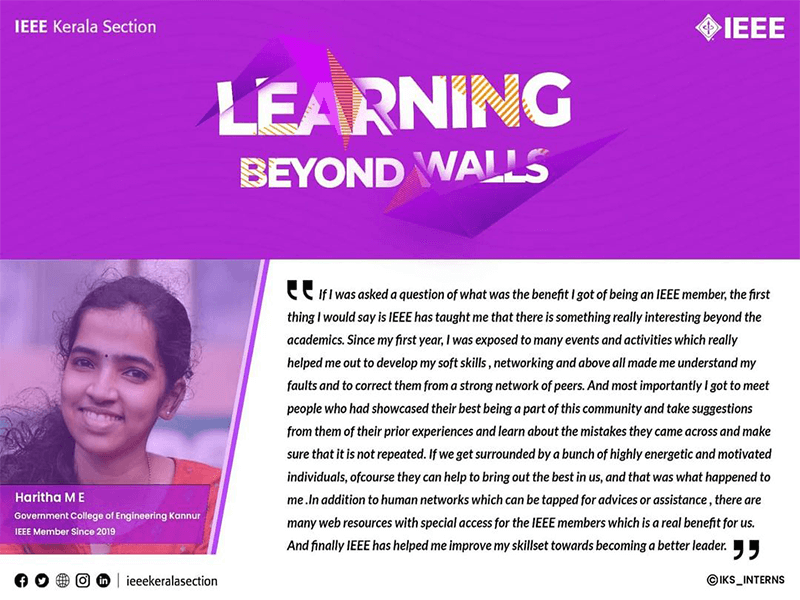 IEEE Kerala Section
IEEE
LEARNING
BEYOND WALLS
If I was asked a question of what was the benefit I got of being an IEEE member, the first
thing I would say is IEEE has taught me that there is something really interesting beyond the
academics. Since my first year, I was exposed to many events and activities which really
helped me out to develop my soft skills , networking and above all made me understand my
faults and to correct them from a strong network of peers. And most importantly I got to meet
people who had showcased their best being a part of this community and take suggestions
from them of their prior experiences and learn about the mistakes they came across and make
sure that it is not repeated. If we get surrounded by a bunch of highly energetic and motivated
individuals, ofcourse they can help to bring out the best in us, and that was what happened to
me .In addition to human networks which can be tapped for advices or assistance , there are
many web resources with special access for the IEEE members which is a real benefit for us.
And finally IEEE has helped me improve my skillset towards becoming a better leader.
Haritha M E
Government College of Engineering Kannur
IEEE Member Since 2019
ieeekeralasection
©IKS_INTERNS